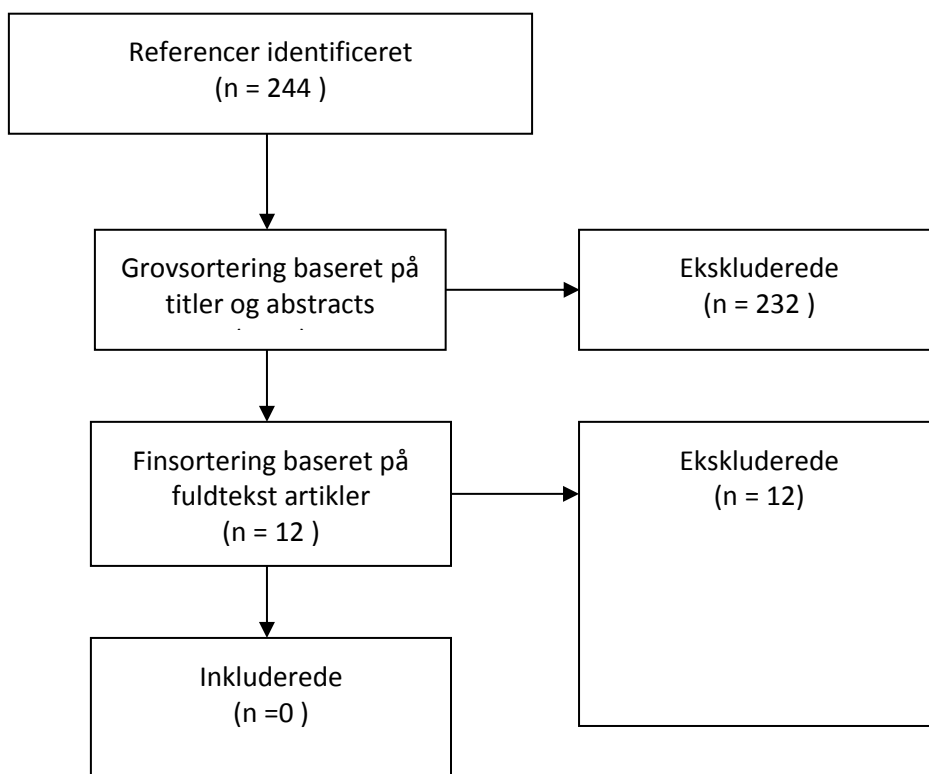 Referencer identificeret
(n = 244 )
Grovsortering baseret på
titler og abstracts
Ekskluderede
(n = 232 )
Finsortering baseret på
fuldtekst artikler
(n = 12 )
Ekskluderede
(n = 12)
Inkluderede
(n =0 )